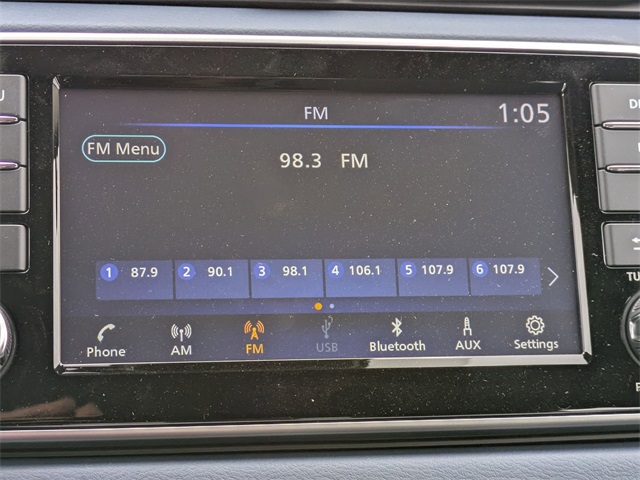 FM
1:05
FM Menu
98.3 FM
1 87.9 2 90.1 3 98.1 4 106.1 5 107.9 6 107.9
Phone AM FM USB Bluetooth AUX Settings